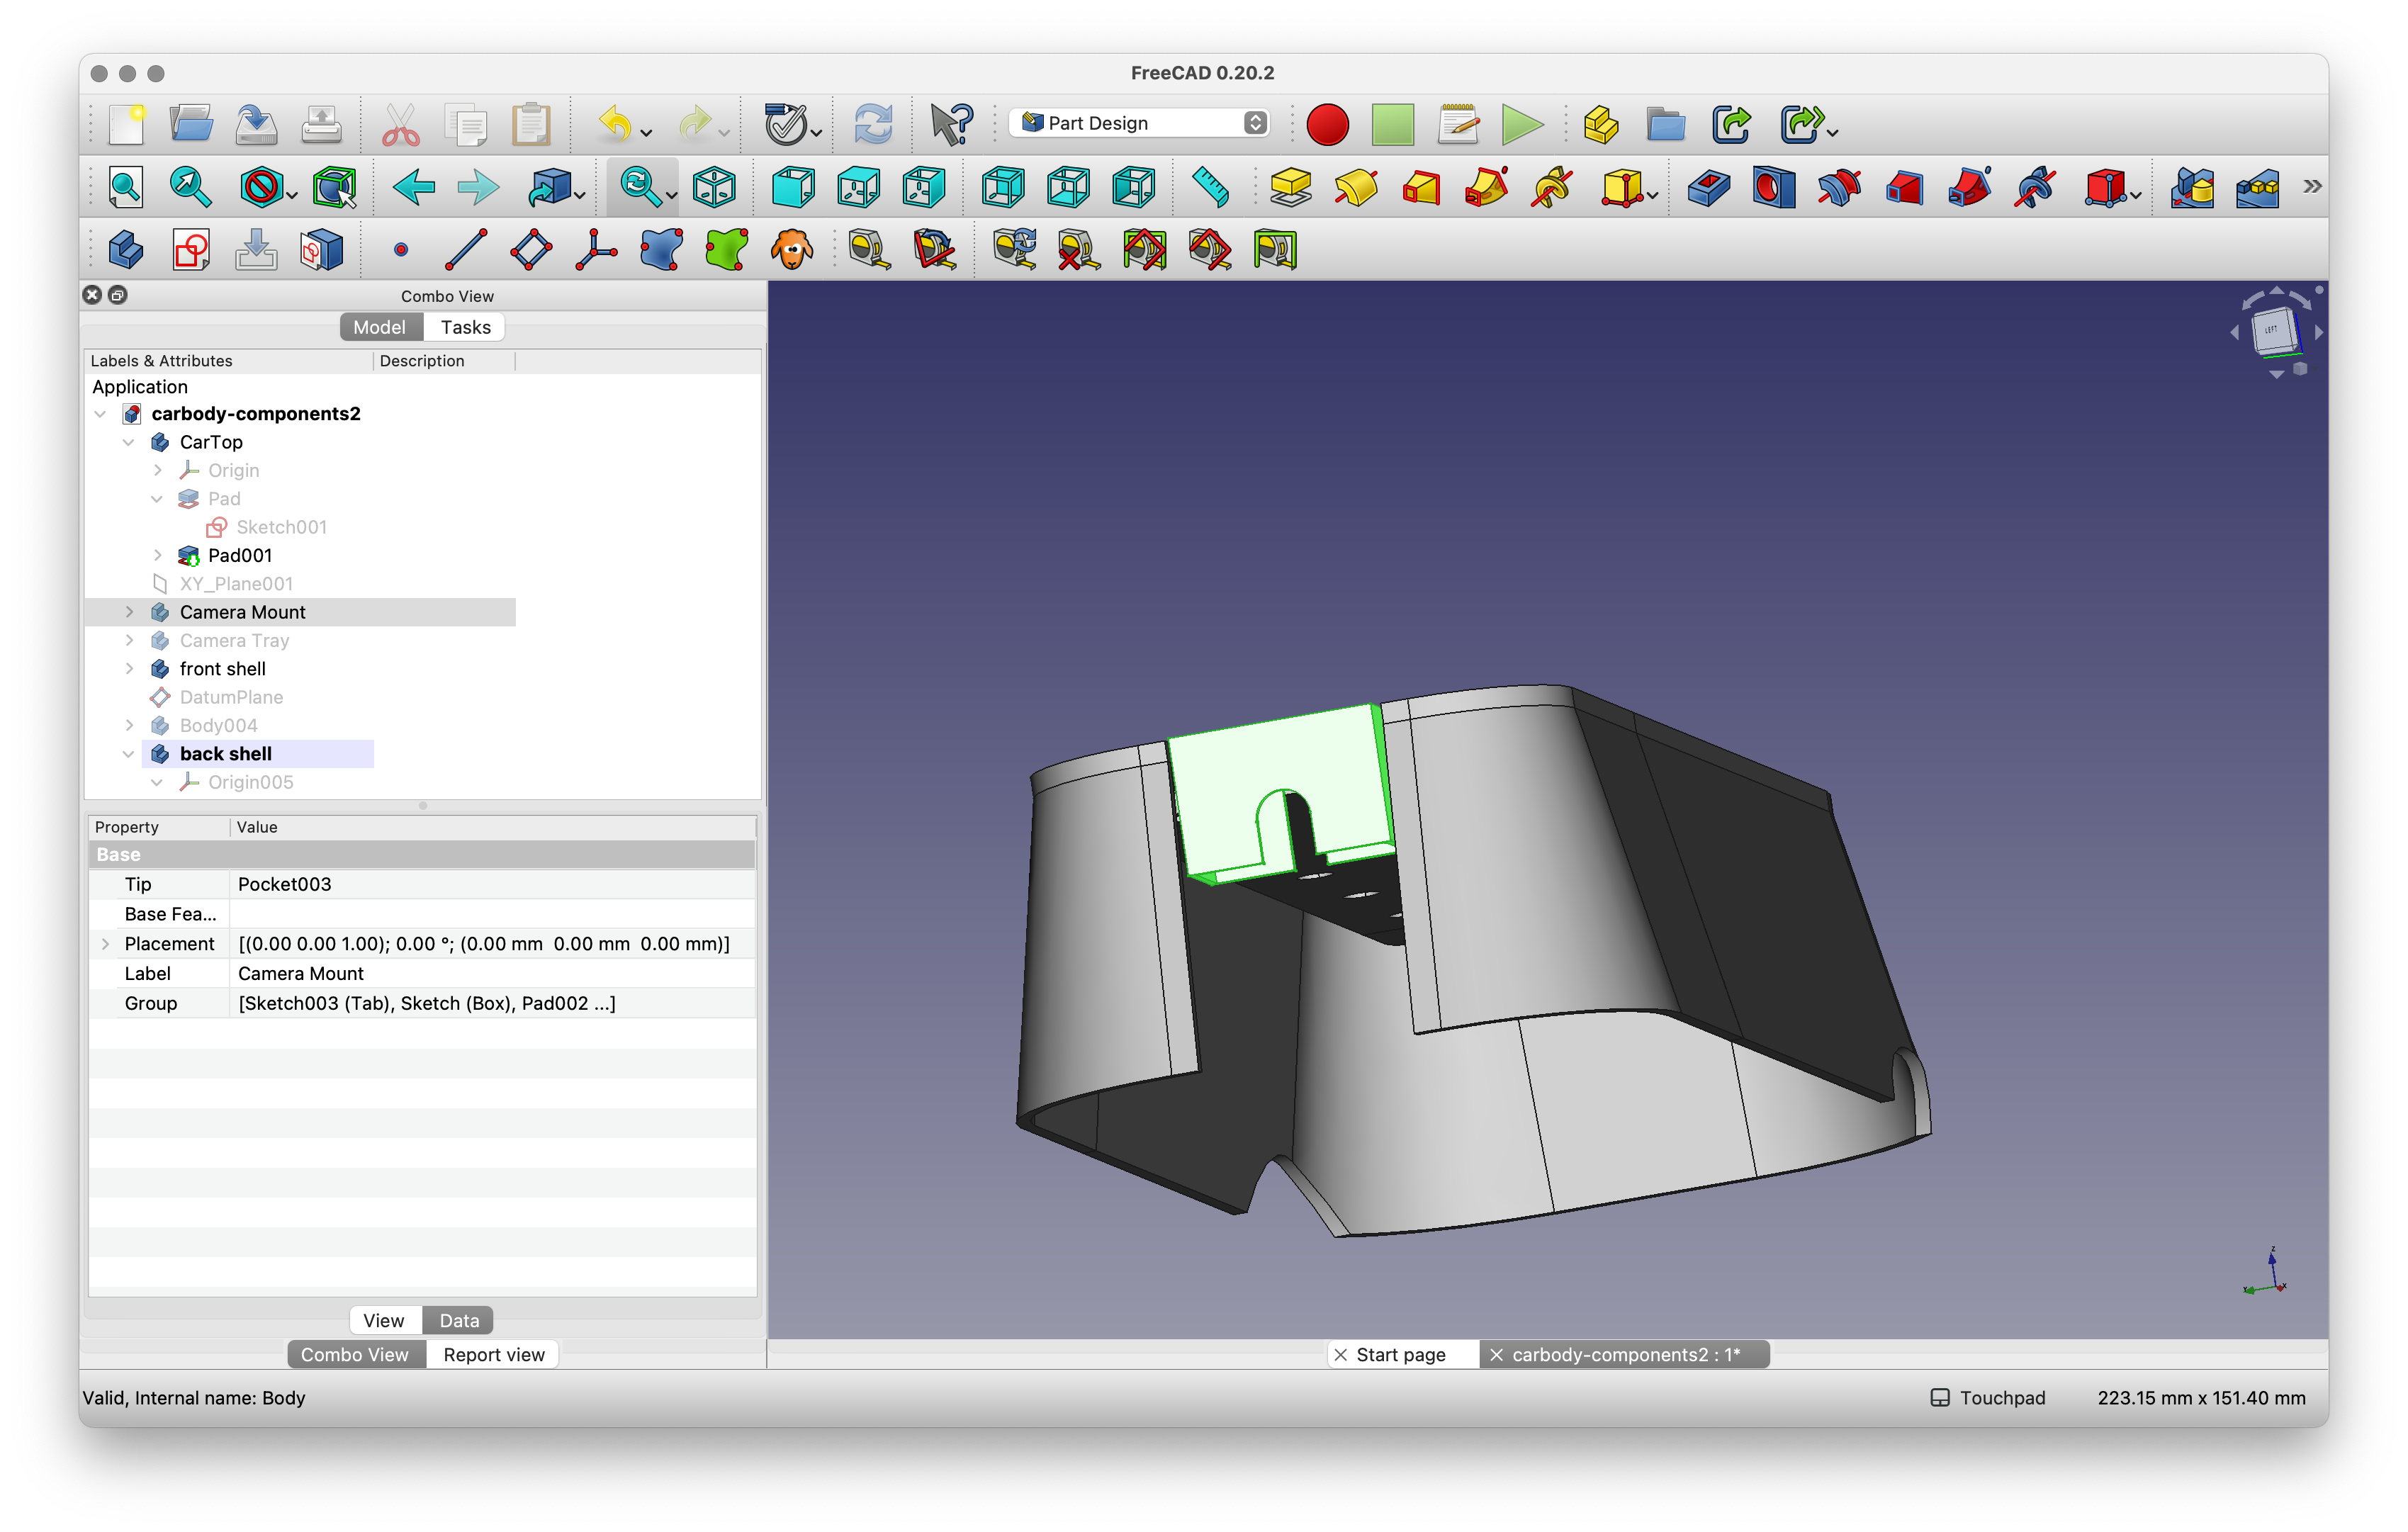 FreeCAD 0.20.2
Part Design
Combo View
Model Tasks
Labels & Attributes Description
Application
carbody-components2
CarTop
Origin
Pad
Sketch001
Pad001
XY_Plane001
Camera Mount
Camera Tray
front shell
DatumPlane
Body004
back shell
Origin005
Property Value
Base
Tip Pocket003
Base Fea...
Placement [(0.00 0.00 1.00); 0.00 °; (0.00 mm 0.00 mm 0.00 mm)]
Label Camera Mount
Group [Sketch003 (Tab), Sketch (Box), Pad002 ...]
View Data
Combo View Report view
LEFT
Start page carbody-components2 : 1*
Valid, Internal name: Body
Touchpad 223.15 mm x 151.40 mm